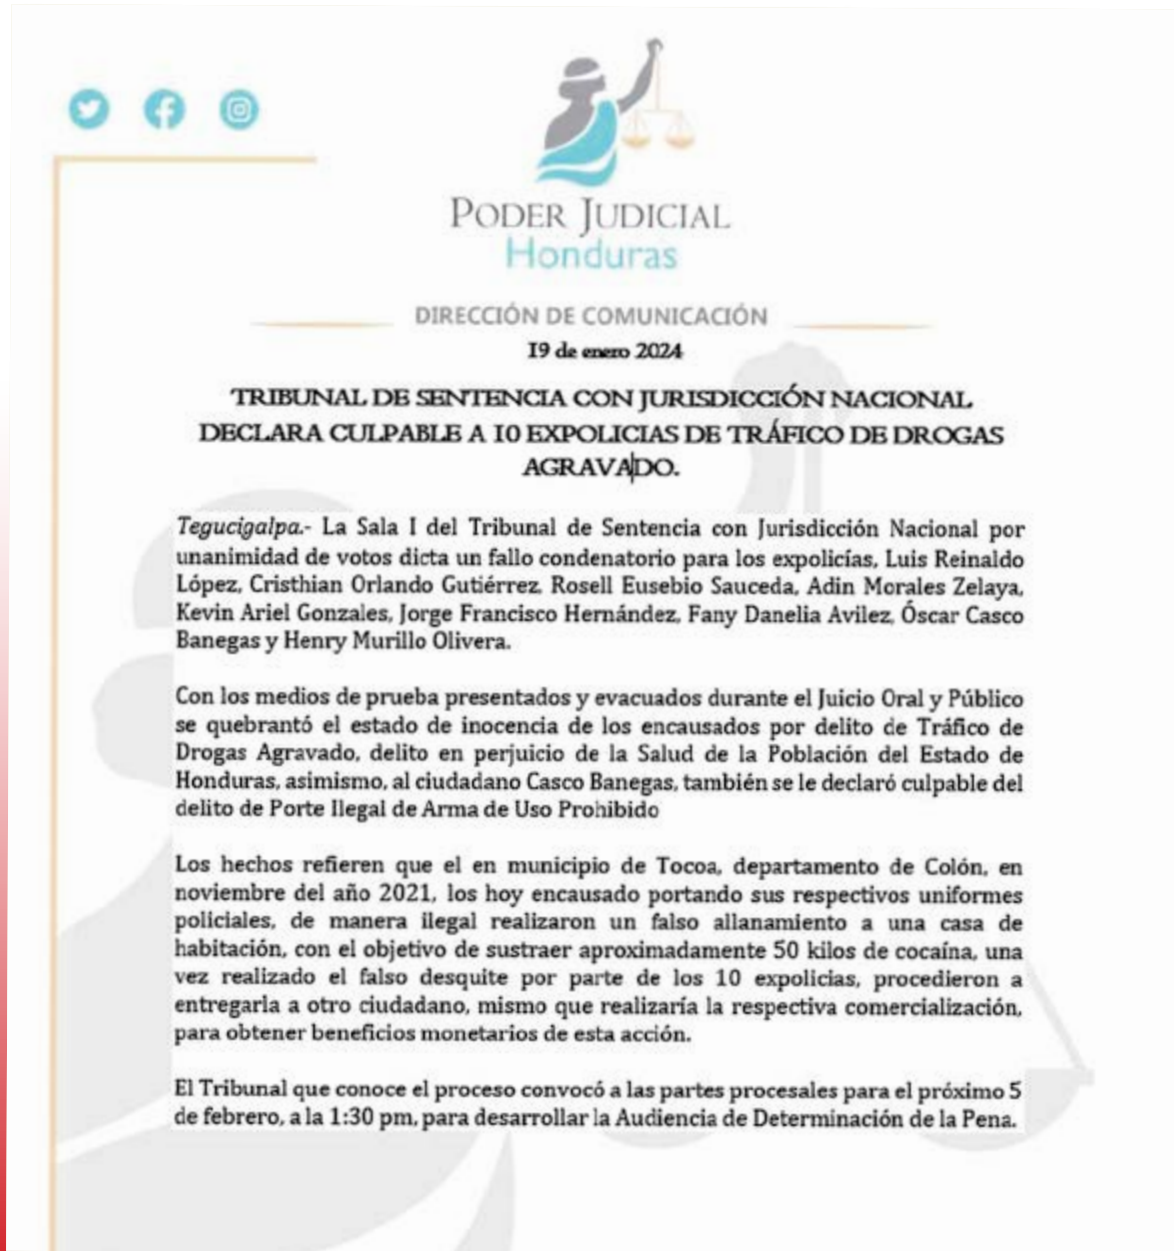 PODER JUDICIAL
Honduras
DIRECCIÓN DE COMUNICACIÓN
19 de enero 2024
TRIBUNAL DE SENTENCIA CON JURISDICCIÓN NACIONAL
DECLARA CULPABLE A 10 EXPOLICIAS DE TRÁFICO DE DROGAS
AGRAVADO.
Tegucigalpa.- La Sala I del Tribunal de Sentencia con Jurisdicción Nacional por
unanimidad de votos dicta un fallo condenatorio para los expolicías, Luis Reinaldo
López, Cristhian Orlando Gutiérrez, Rosell Eusebio Sauceda, Adin Morales Zelaya,
Kevin Ariel Gonzales, Jorge Francisco Hernández, Fany Danelia Avilez, Óscar Casco
Banegas y Henry Murillo Olivera.
Con los medios de prueba presentados y evacuados durante el Juicio Oral y Público
se quebrantó el estado de inocencia de los encausados por delito de Tráfico de
Drogas Agravado, delito en perjuicio de la Salud de la Población del Estado de
Honduras, asimismo, al ciudadano Casco Banegas, también se le declaró culpable del
delito de Porte Ilegal de Arma de Uso Prohibido
Los hechos refieren que el en municipio de Tocoa, departamento de Colón, en
noviembre del año 2021, los hoy encausado portando sus respectivos uniformes
policiales, de manera ilegal realizaron un falso allanamiento a una casa de
habitación, con el objetivo de sustraer aproximadamente 50 kilos de cocaína, una
vez realizado el falso desquite por parte de los 10 expolicias, procedieron a
entregarla a otro ciudadano, mismo que realizaría la respectiva comercialización,
para obtener beneficios monetarios de esta acción.
El Tribunal que conoce el proceso convocó a las partes procesales para el próximo 5
de febrero, a la 1:30 pm, para desarrollar la Audiencia de Determinación de la Pena.